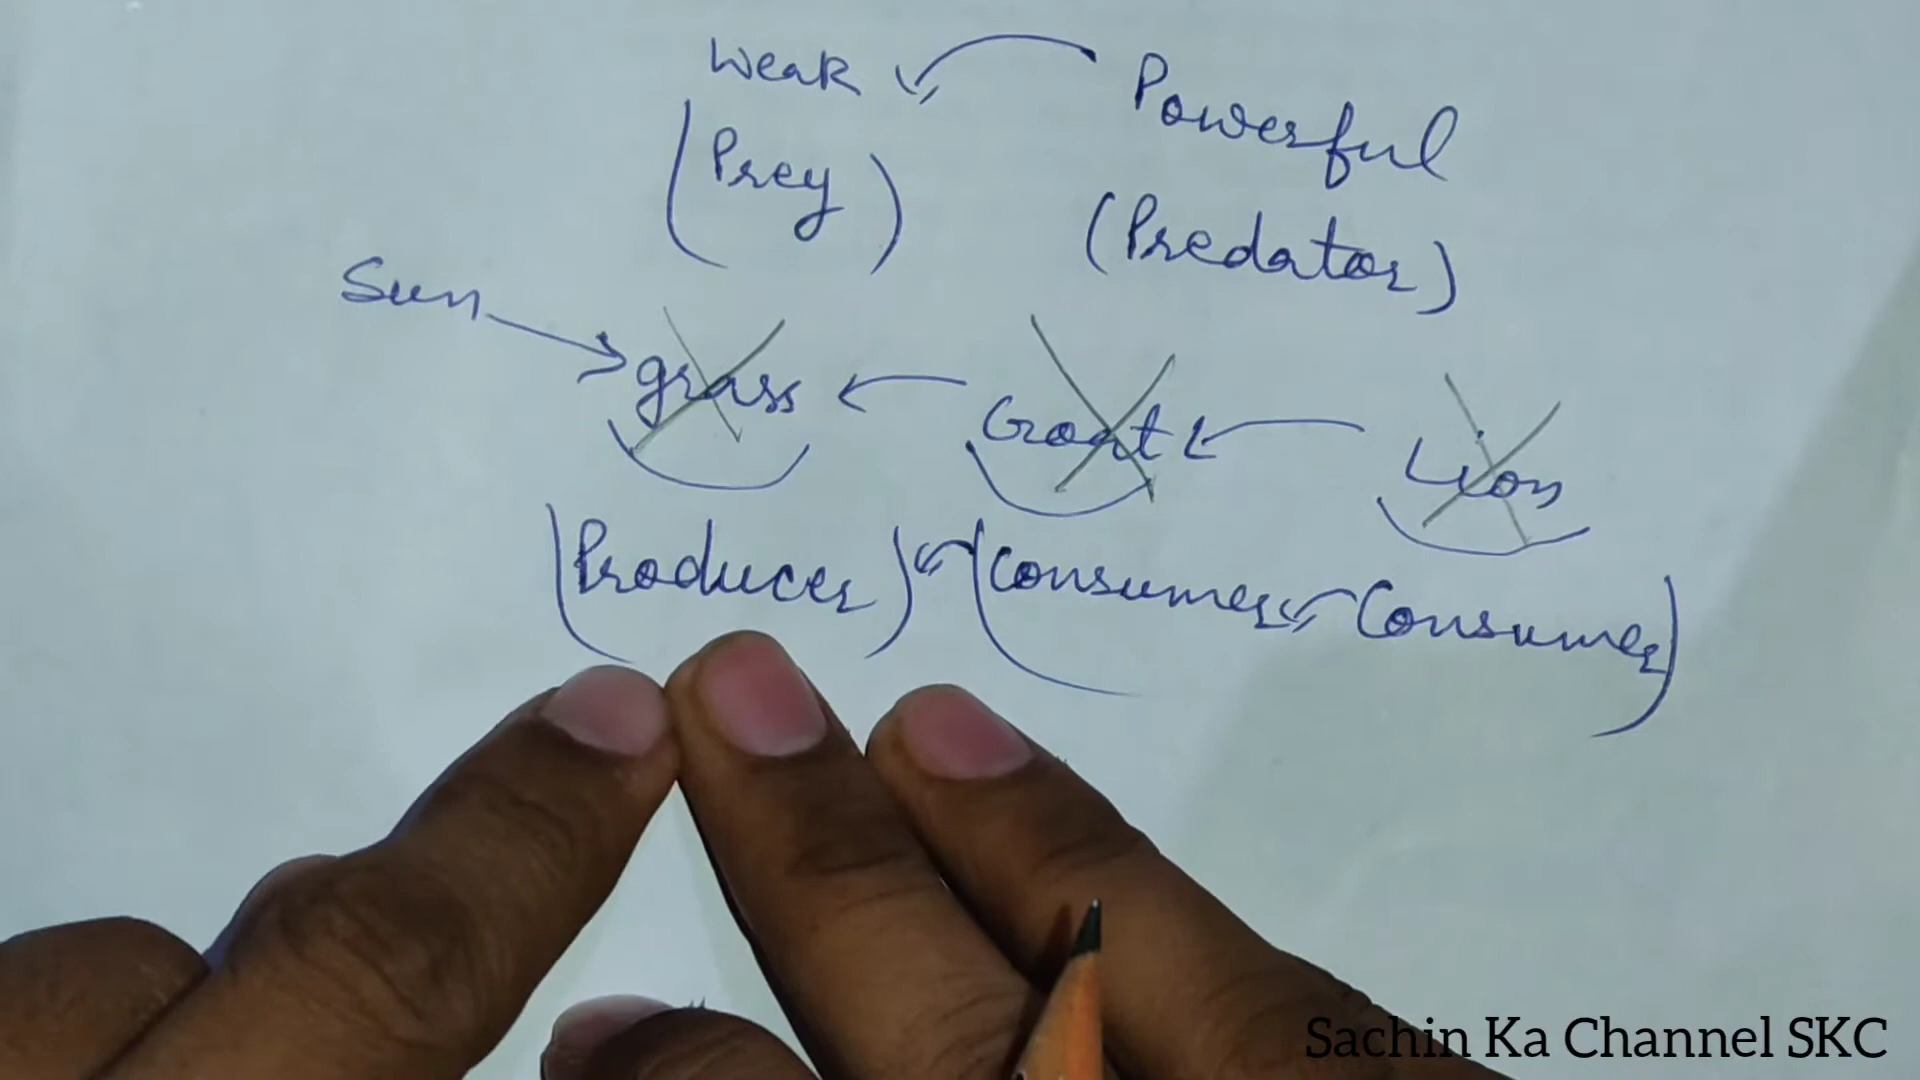 Weak Powerful
(Prey) (Predator)
Sun
grass Goat Lion
(Producer) (Consumer Consumer)
Sachin Ka Channel SKC